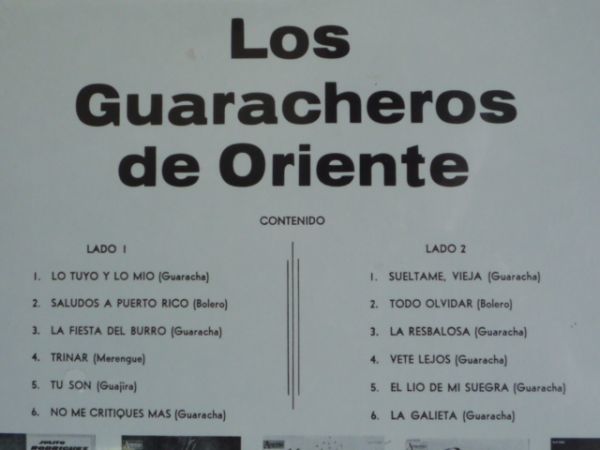 Los
Guaracheros
de Oriente
CONTENIDO
LADO 1
1. LO TUYO Y LO MIO (Guaracha)
2. SALUDOS A PUERTO RICO (Bolero)
3. LA FIESTA DEL BURRO (Guaracha)
4. TRINAR (Merengue)
5. TU SON (Guajira)
6. NO ME CRITIQUES MAS (Guaracha)
LADO 2
1. SUELTAME, VIEJA (Guaracha)
2. TODO OLVIDAR (Bolero)
3. LA RESBALOSA (Guaracha)
4. VETE LEJOS (Guaracha)
5. EL LIO DE MI SUEGRA (Guaracha)
6. LA GALIETA (Guaracha)
JULITO
RODRIGUEZ